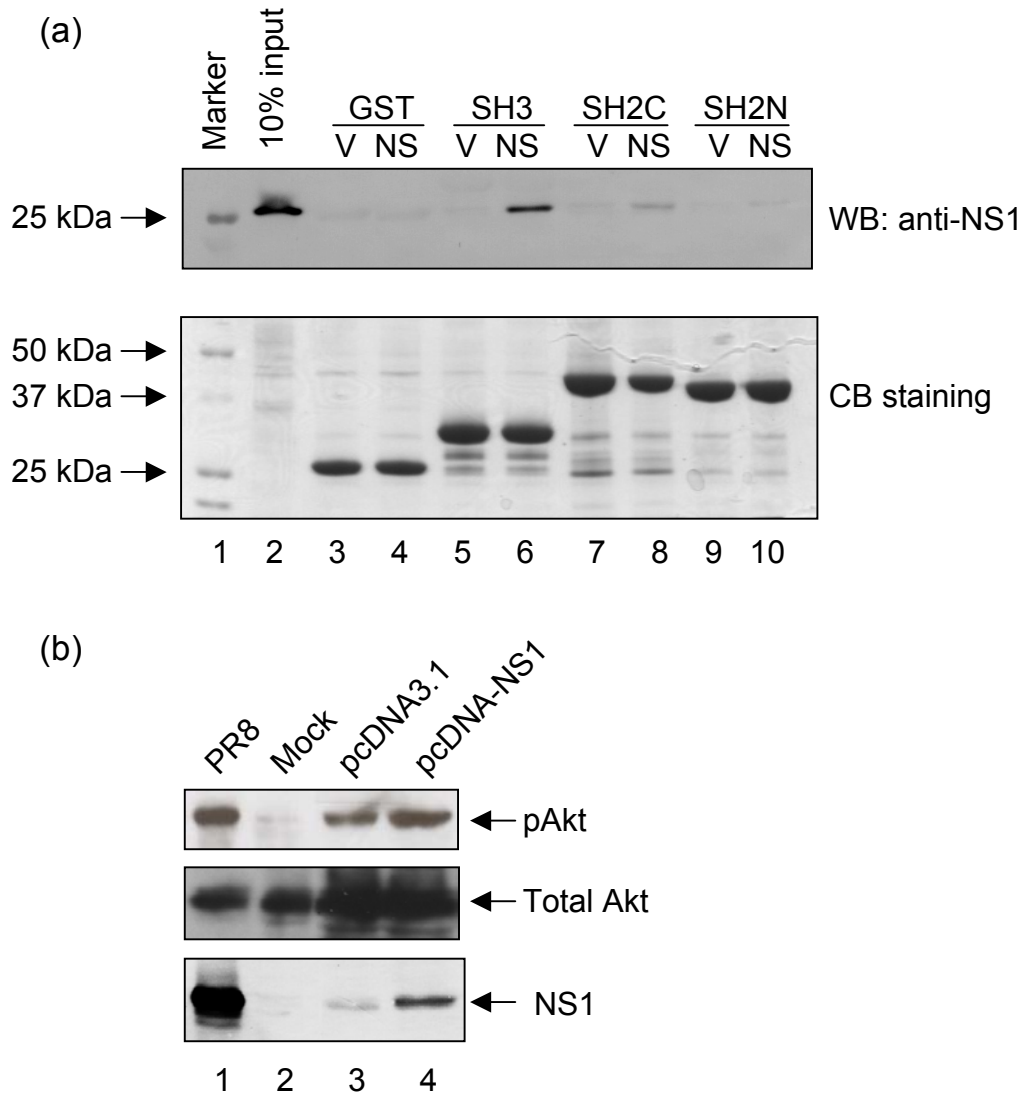 (a)
Marker
10% input
GST SH3 SH2C SH2N
V NS V NS V NS V NS
25 kDa
WB: anti-NS1
50 kDa
37 kDa
CB staining
25 kDa
1 2 3 4 5 6 7 8 9 10
(b)
PR8
Mock
pcDNA3.1
pcDNA-NS1
pAkt
Total Akt
NS1
1 2 3 4